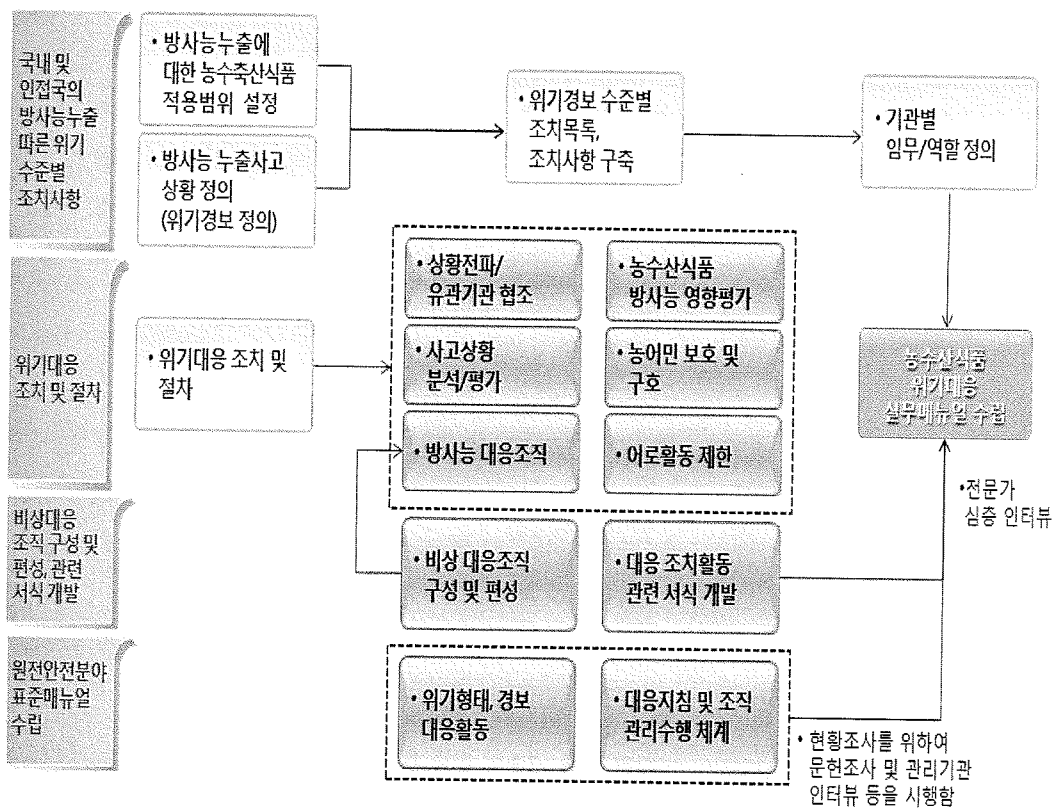 국내 및
인접국의
방사능누출
따른 위기
수준별
조치사항
• 방사능누출에
대한 농수축산식품
적용범위 설정
• 방사능 누출사고
상황 정의
(위기경보 정의)
• 위기경보 수준별
조치목록,
조치사항 구축
• 기관별
임무/역할 정의
위기대응
조치 및 절차
• 위기대응 조치 및
절차
• 상황전파/
유관기관 협조
• 농수산식품
방사능 영향평가
• 사고상황
분석/평가
• 농어민 보호 및
구호
• 방사능 대응조직
• 어로활동 제한
농수산식품
위기대응
실무매뉴얼 수립
•전문가
심층 인터뷰
비상대응
조직 구성 및
편성, 관련
서식 개발
• 비상 대응조직
구성 및 편성
• 대응 조치활동
관련 서식 개발
원전안전분야
표준매뉴얼
수립
• 위기형태, 경보
대응활동
• 대응지침 및 조직
관리수행 체계
• 현황조사를 위하여
문헌조사 및 관리기관
인터뷰 등을 시행함